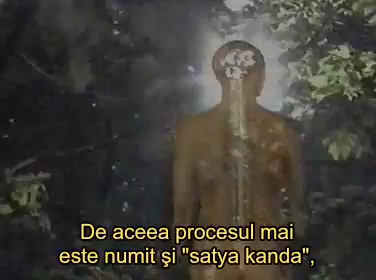 De aceea procesul mai
este numit şi "satya kanda",